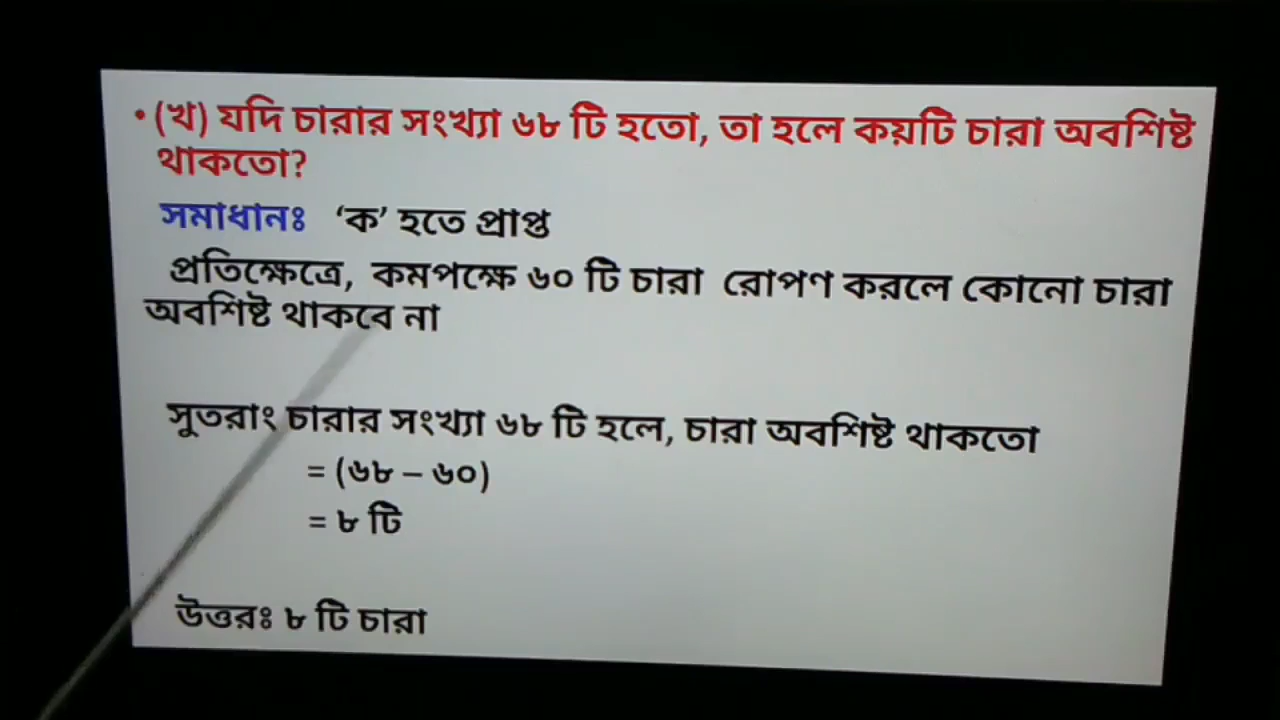 • (খ) যদি চারার সংখ্যা ৬৮ টি হতো, তা হলে কয়টি চারা অবশিষ্ট
থাকতো?
সমাধানঃ ‘ক’ হতে প্রাপ্ত
প্রতিক্ষেত্রে, কমপক্ষে ৬০ টি চারা রোপণ করলে কোনো চারা
অবশিষ্ট থাকবে না
সুতরাং চারার সংখ্যা ৬৮ টি হলে, চারা অবশিষ্ট থাকতো
= (৬৮ – ৬০)
= ৮ টি
উত্তরঃ ৮ টি চারা